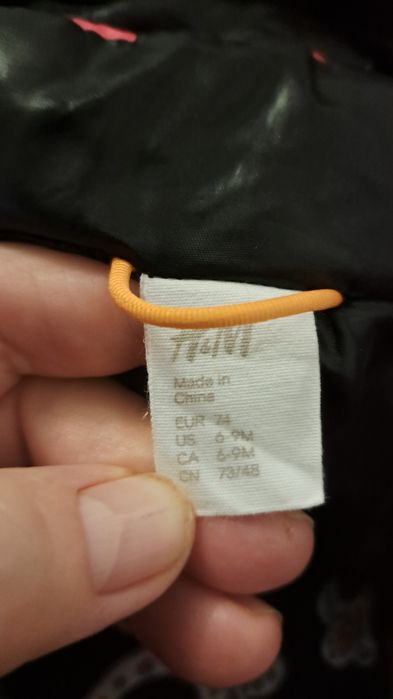 H&M
Made in
China
EUR 74
US 6-9M
CA 6-9M
CN 73/48